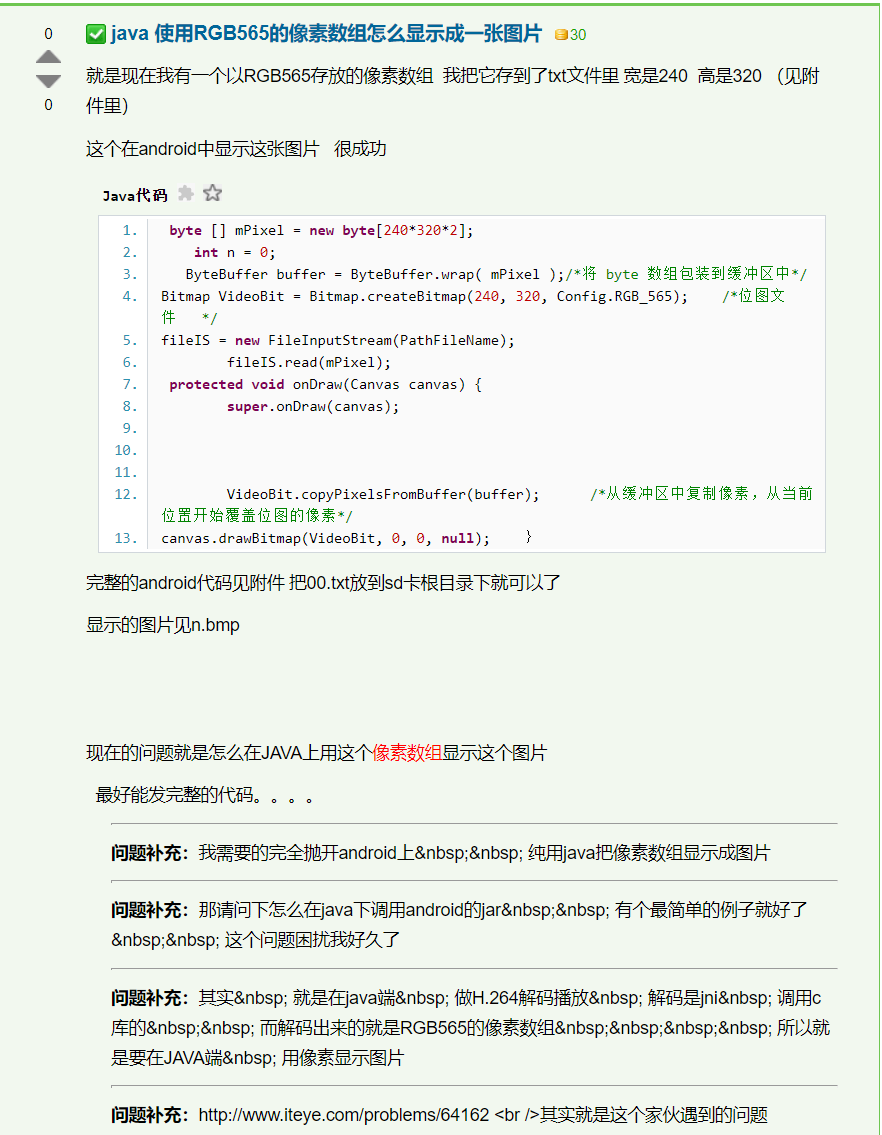 0
java 使用RGB565的像素数组怎么显示成一张图片 30
就是现在我有一个以RGB565存放的像素数组 我把它存到了txt文件里 宽是240 高是320 （见附
件里）
0
这个在android中显示这张图片 很成功
Java代码
1. byte [] mPixel = new byte[240*320*2];
2. int n = 0;
3. ByteBuffer buffer = ByteBuffer.wrap( mPixel );/*将 byte 数组包装到缓冲区中*/
4. Bitmap VideoBit = Bitmap.createBitmap(240, 320, Config.RGB_565); /*位图文
件 */
5. fileIS = new FileInputStream(PathFileName);
6. fileIS.read(mPixel);
7. protected void onDraw(Canvas canvas) {
8. super.onDraw(canvas);
9.
10.
11.
12. VideoBit.copyPixelsFromBuffer(buffer); /*从缓冲区中复制像素，从当前
位置开始覆盖位图的像素*/
13. canvas.drawBitmap(VideoBit, 0, 0, null); }
完整的android代码见附件 把00.txt放到sd卡根目录下就可以了
显示的图片见n.bmp
现在的问题就是怎么在JAVA上用这个像素数组显示这个图片
最好能发完整的代码。。。。
问题补充：我需要的完全抛开android上&nbsp;&nbsp; 纯用java把像素数组显示成图片
问题补充：那请问下怎么在java下调用android的jar&nbsp;&nbsp; 有个最简单的例子就好了
&nbsp;&nbsp; 这个问题困扰我好久了
问题补充：其实&nbsp; 就是在java端&nbsp; 做H.264解码播放&nbsp; 解码是jni&nbsp; 调用c
库的&nbsp;&nbsp; 而解码出来的就是RGB565的像素数组&nbsp;&nbsp;&nbsp;&nbsp; 所以就
是要在JAVA端&nbsp; 用像素显示图片
问题补充：http://www.iteye.com/problems/64162 <br />其实就是这个家伙遇到的问题